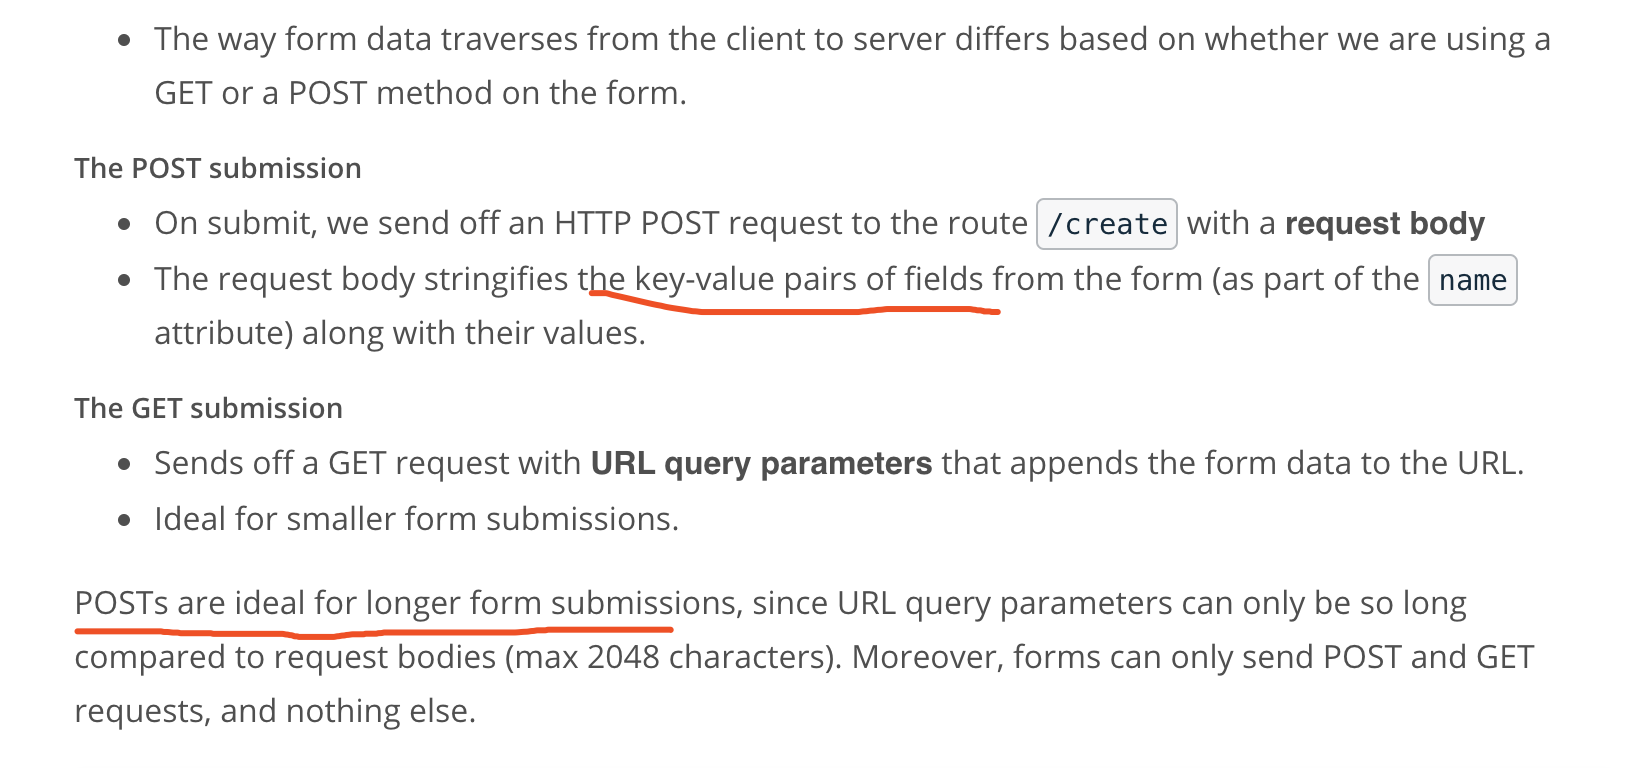 The way form data traverses from the client to server differs based on whether we are using a
GET or a POST method on the form.
The POST submission
On submit, we send off an HTTP POST request to the route /create with a request body
The request body stringifies the key-value pairs of fields from the form (as part of the name
attribute) along with their values.
The GET submission
Sends off a GET request with URL query parameters that appends the form data to the URL.
Ideal for smaller form submissions.
POSTs are ideal for longer form submissions, since URL query parameters can only be so long
compared to request bodies (max 2048 characters). Moreover, forms can only send POST and GET
requests, and nothing else.